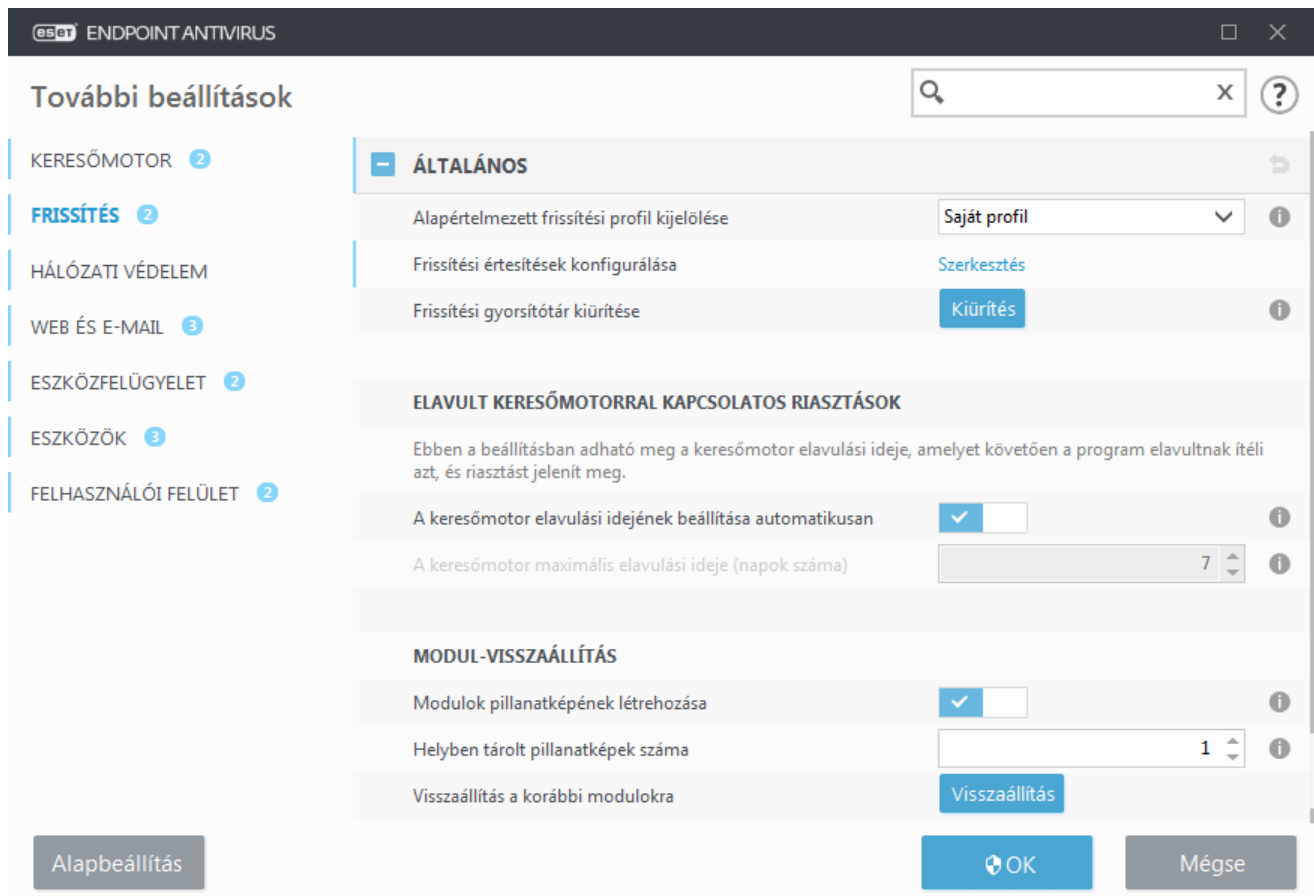 eset ENDPOINT ANTIVIRUS
További beállítások
x
?
KERESŐMOTOR 2
FRISSÍTÉS 2
HÁLÓZATI VÉDELEM
WEB ÉS E-MAIL 3
ESZKÖZFELÜGYELET 2
ESZKÖZÖK 3
FELHASZNÁLÓI FELÜLET 2
ÁLTALÁNOS
Alapértelmezett frissítési profil kijelölése Saját profil
Frissítési értesítések konfigurálása Szerkesztés
Frissítési gyorsítótár kiürítése Kiürítés
ELAVULT KERESŐMOTORRAL KAPCSOLATOS RIASZTÁSOK
Ebben a beállításban adható meg a keresőmotor elavulási ideje, amelyet követően a program elavultnak ítéli
azt, és riasztást jelenít meg.
A keresőmotor elavulási idejének beállítása automatikusan
A keresőmotor maximális elavulási ideje (napok száma) 7
MODUL-VISSZAÁLLÍTÁS
Modulok pillanatképének létrehozása
Helyben tárolt pillanatképek száma 1
Visszaállítás a korábbi modulokra Visszaállítás
Alapbeállítás OK Mégse